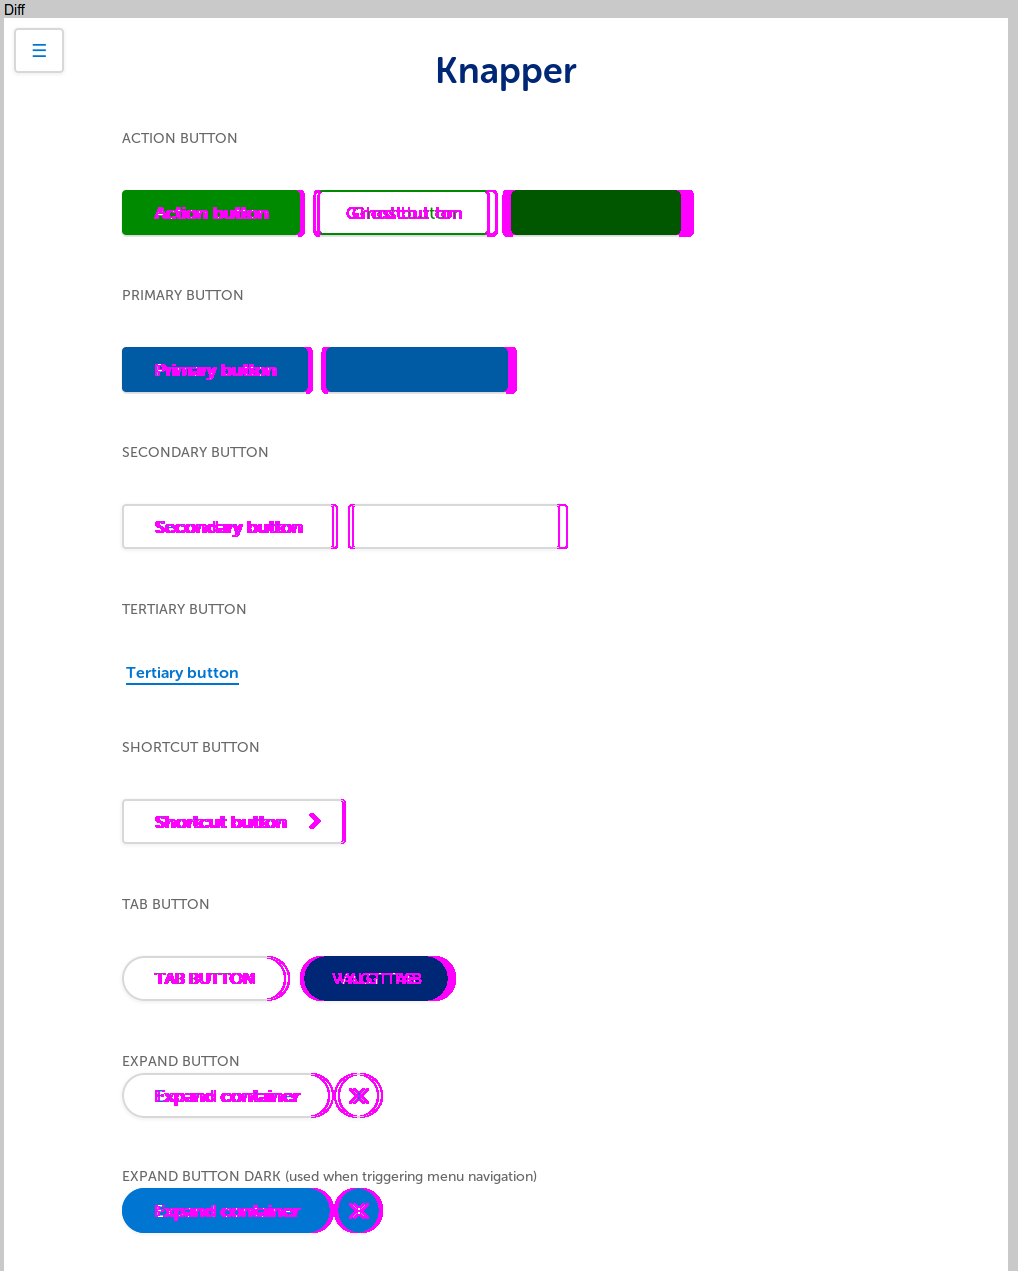 Diff
☰
Knapper
ACTION BUTTON
Action button Ghost button
PRIMARY BUTTON
Primary button
SECONDARY BUTTON
Secondary button
TERTIARY BUTTON
Tertiary button
SHORTCUT BUTTON
Shortcut button
TAB BUTTON
TAB BUTTON VALGT TAB
EXPAND BUTTON
Expand container
EXPAND BUTTON DARK (used when triggering menu navigation)
Expand container